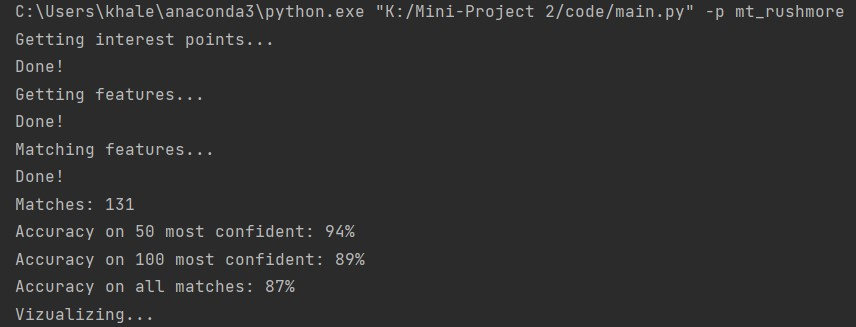 C:\Users\khale\anaconda3\python.exe "K:/Mini-Project 2/code/main.py" -p mt_rushmore
Getting interest points...
Done!
Getting features...
Done!
Matching features...
Done!
Matches: 131
Accuracy on 50 most confident: 94%
Accuracy on 100 most confident: 89%
Accuracy on all matches: 87%
Vizualizing...